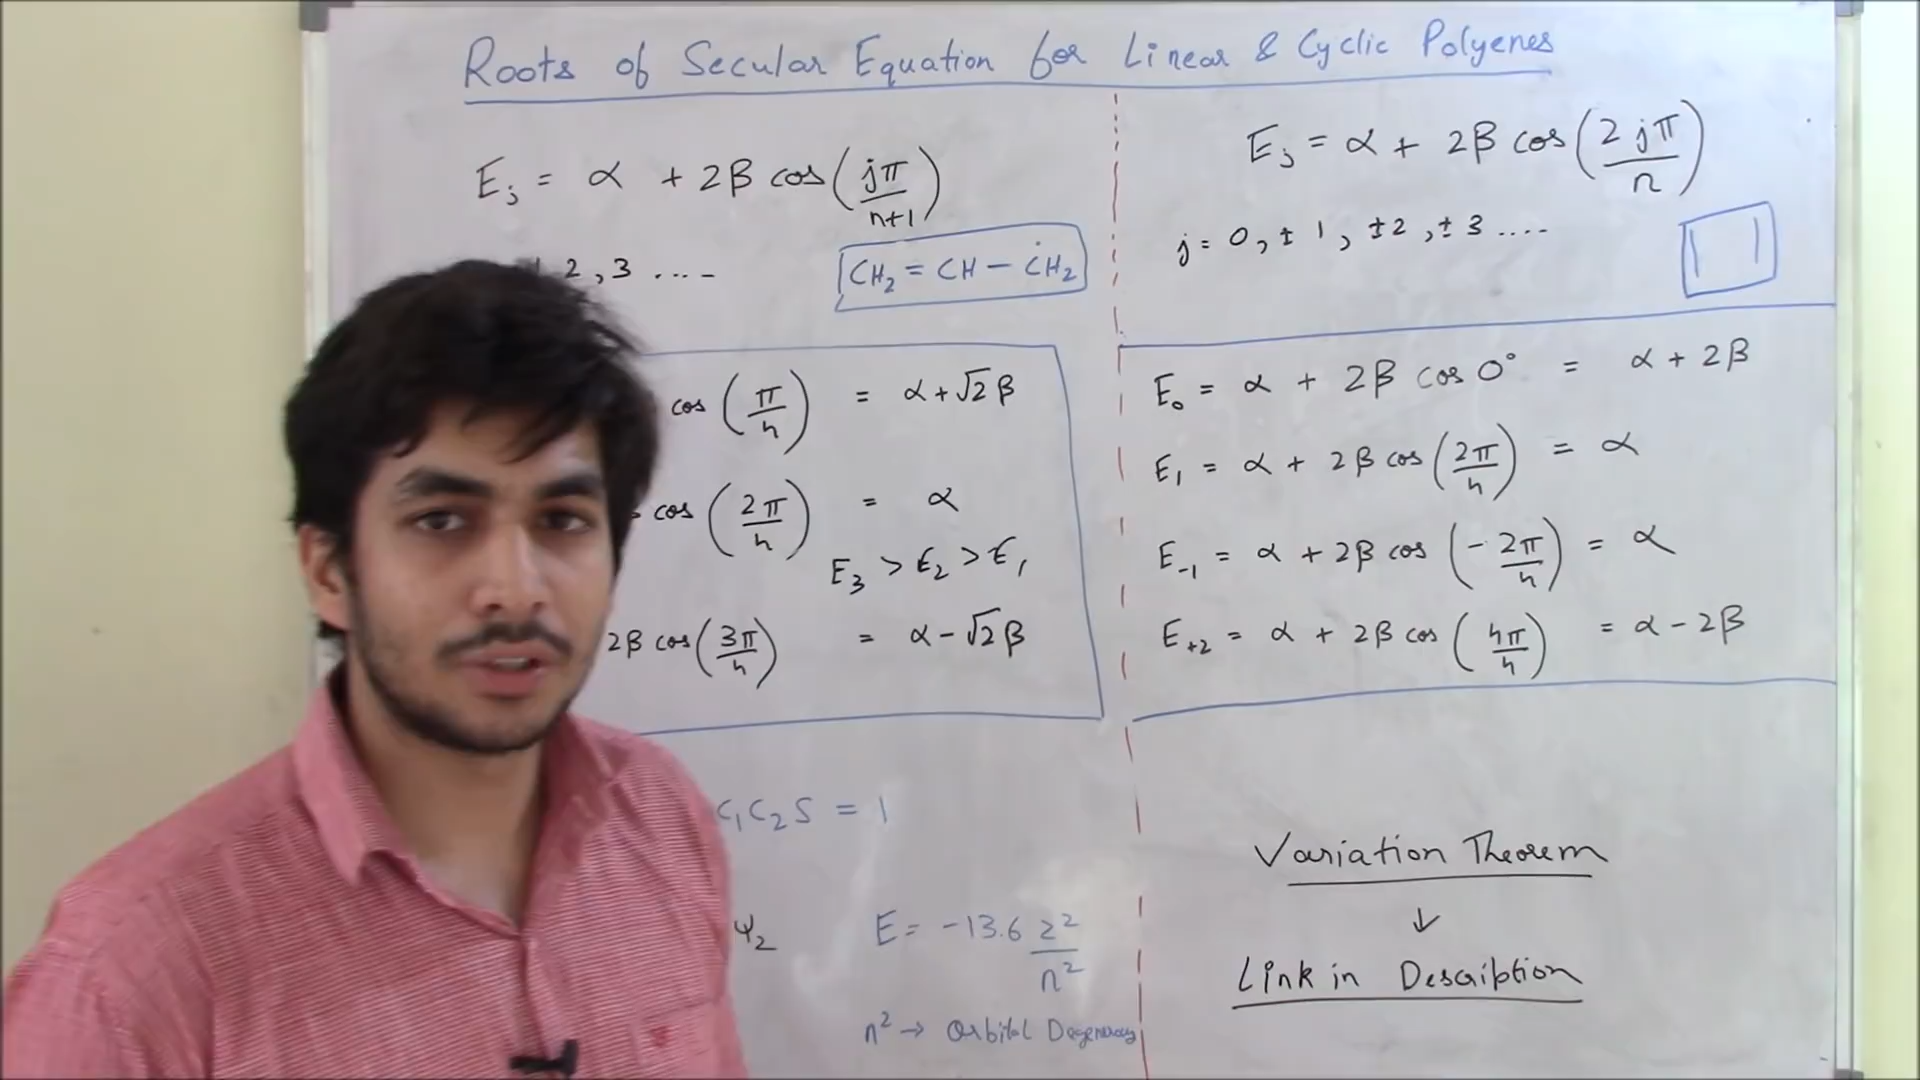 Roots of Secular Equation for Linear & Cyclic Polyenes
E_j = α + 2β cos(jπ/n+1)
2, 3 ....
CH₂ = CH – ĊH₂
cos(π/4) = α + √2 β
cos(2π/4) = α
E₃ > E₂ > E₁
2β cos(3π/4) = α - √2 β
C₁C₂S = 1
Ψ₂
E = -13.6 z²/n²
n² → Orbital Degeneracy
E_j = α + 2β cos(2jπ/n)
j = 0, ±1, ±2, ±3 ....
E₀ = α + 2β cos 0° = α + 2β
E₁ = α + 2β cos(2π/4) = α
E₋₁ = α + 2β cos(-2π/4) = α
E₊₂ = α + 2β cos(4π/4) = α - 2β
Variation Theorem
↓
Link in Description